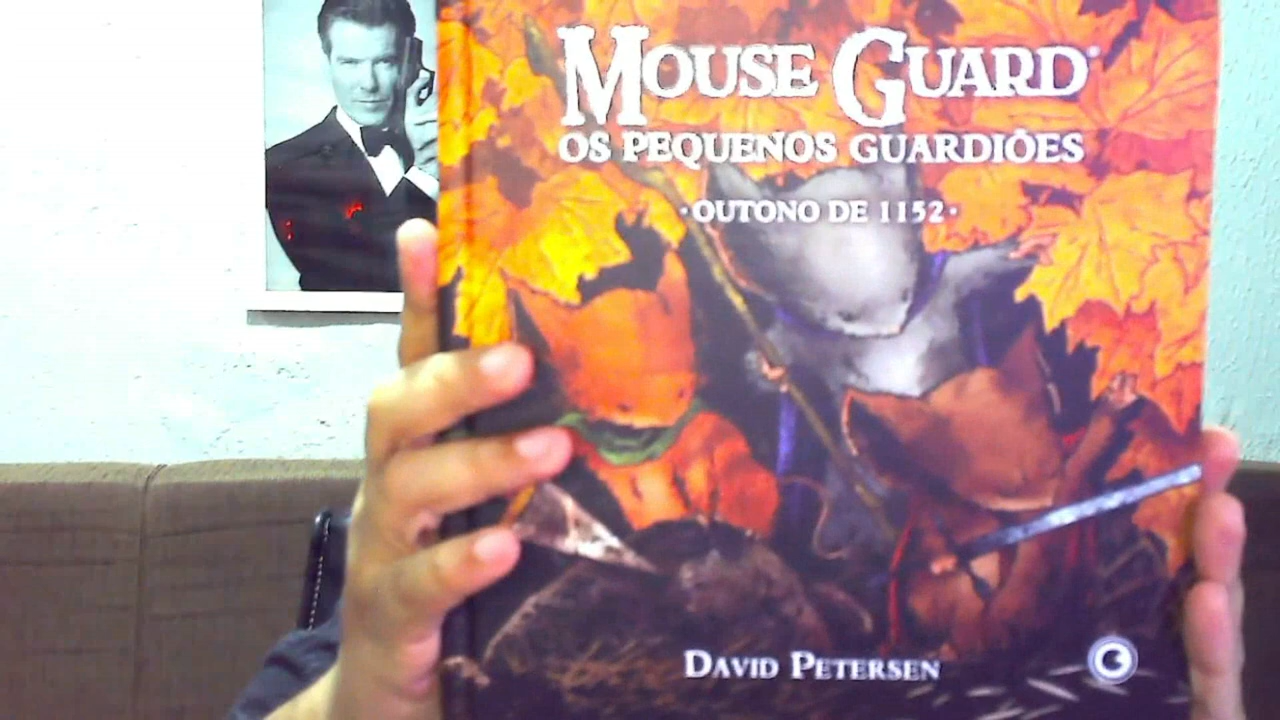 MOUSE GUARD®
OS PEQUENOS GUARDIÕES
·OUTONO DE 1152·
DAVID PETERSEN